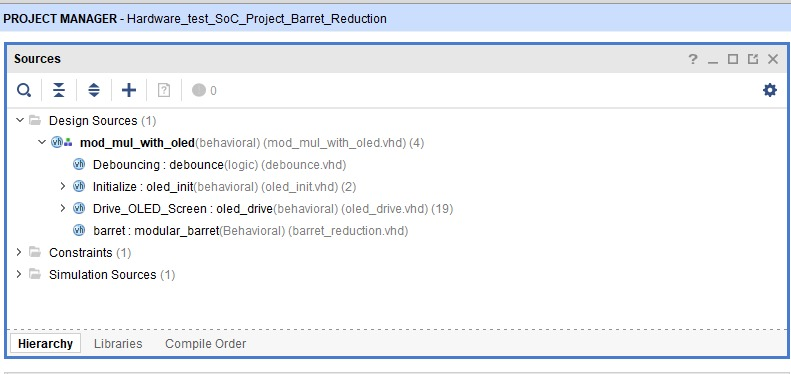 PROJECT MANAGER - Hardware_test_SoC_Project_Barret_Reduction
Sources
? _
0
Design Sources (1)
mod_mul_with_oled(behavioral) (mod_mul_with_oled.vhd) (4)
Debouncing : debounce(logic) (debounce.vhd)
Initialize : oled_init(behavioral) (oled_init.vhd) (2)
Drive_OLED_Screen : oled_drive(behavioral) (oled_drive.vhd) (19)
barret : modular_barret(Behavioral) (barret_reduction.vhd)
Constraints (1)
Simulation Sources (1)
Hierarchy Libraries Compile Order